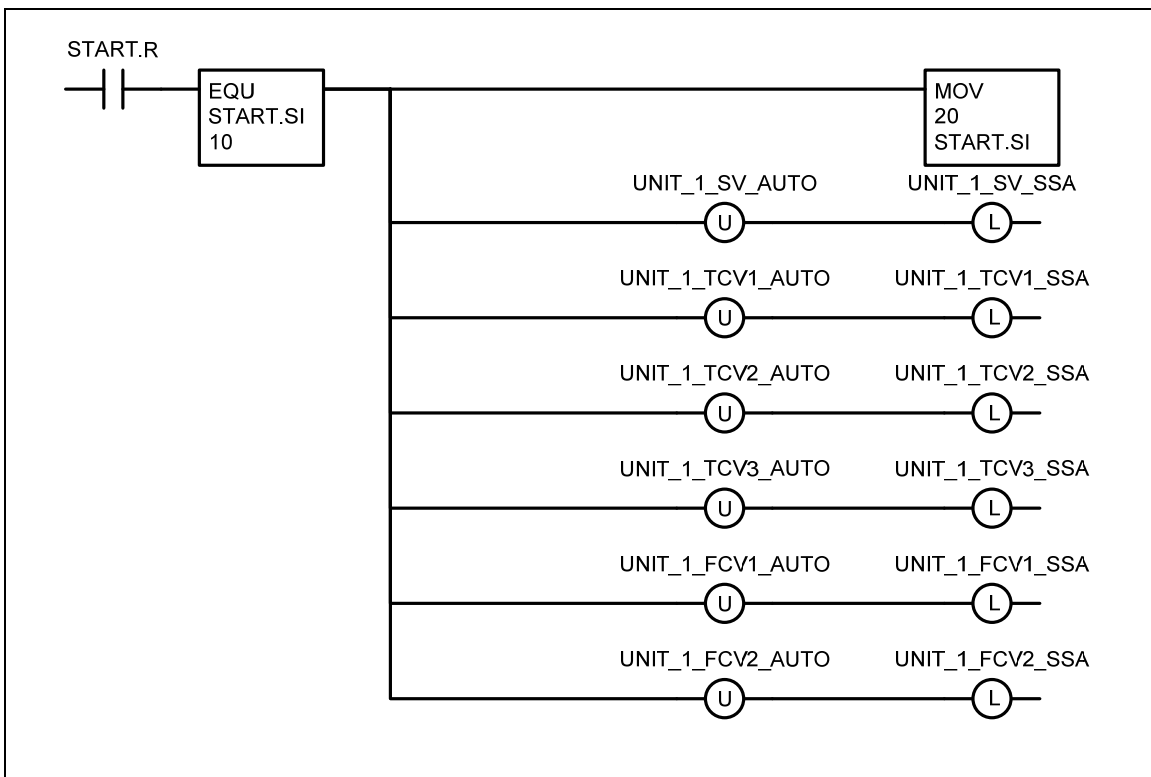 START.R
EQU
START.SI
10
MOV
20
START.SI
UNIT_1_SV_AUTO UNIT_1_SV_SSA
U L
UNIT_1_TCV1_AUTO UNIT_1_TCV1_SSA
U L
UNIT_1_TCV2_AUTO UNIT_1_TCV2_SSA
U L
UNIT_1_TCV3_AUTO UNIT_1_TCV3_SSA
U L
UNIT_1_FCV1_AUTO UNIT_1_FCV1_SSA
U L
UNIT_1_FCV2_AUTO UNIT_1_FCV2_SSA
U L